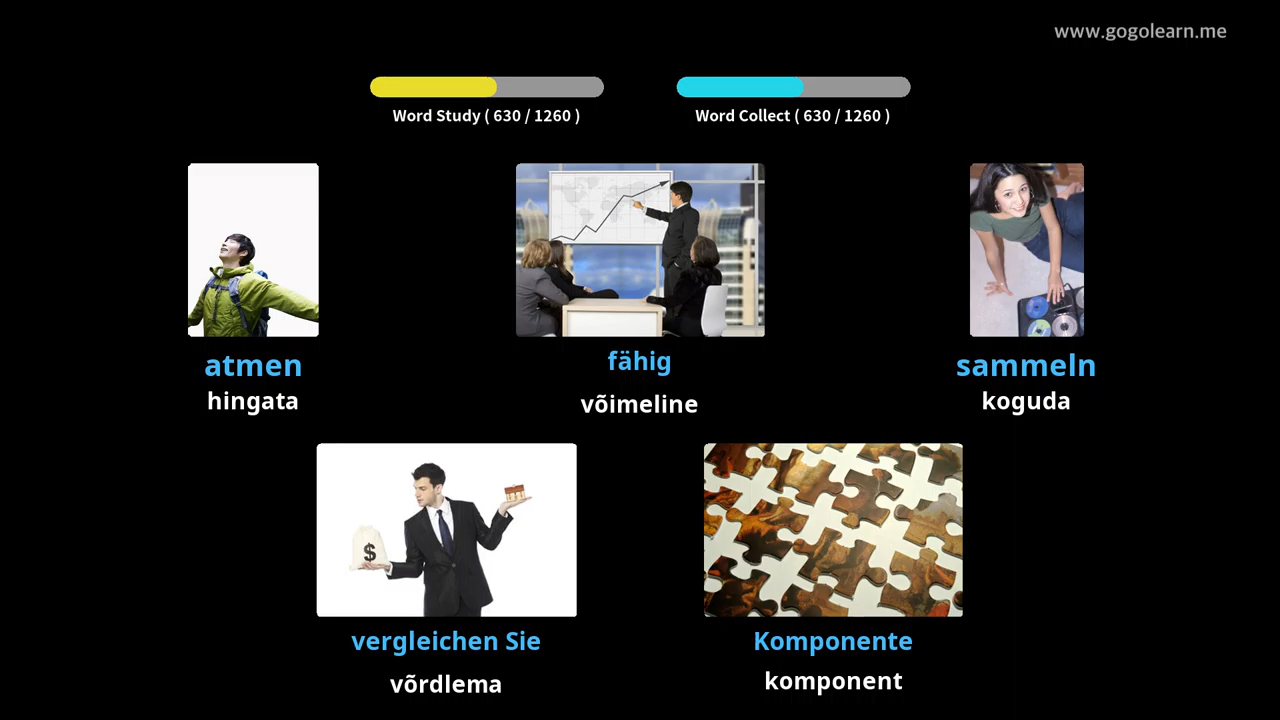 www.gogolearn.me
Word Study ( 630 / 1260 )
Word Collect ( 630 / 1260 )
atmen
hingata
fähig
võimeline
sammeln
koguda
$
vergleichen Sie
võrdlema
Komponente
komponent